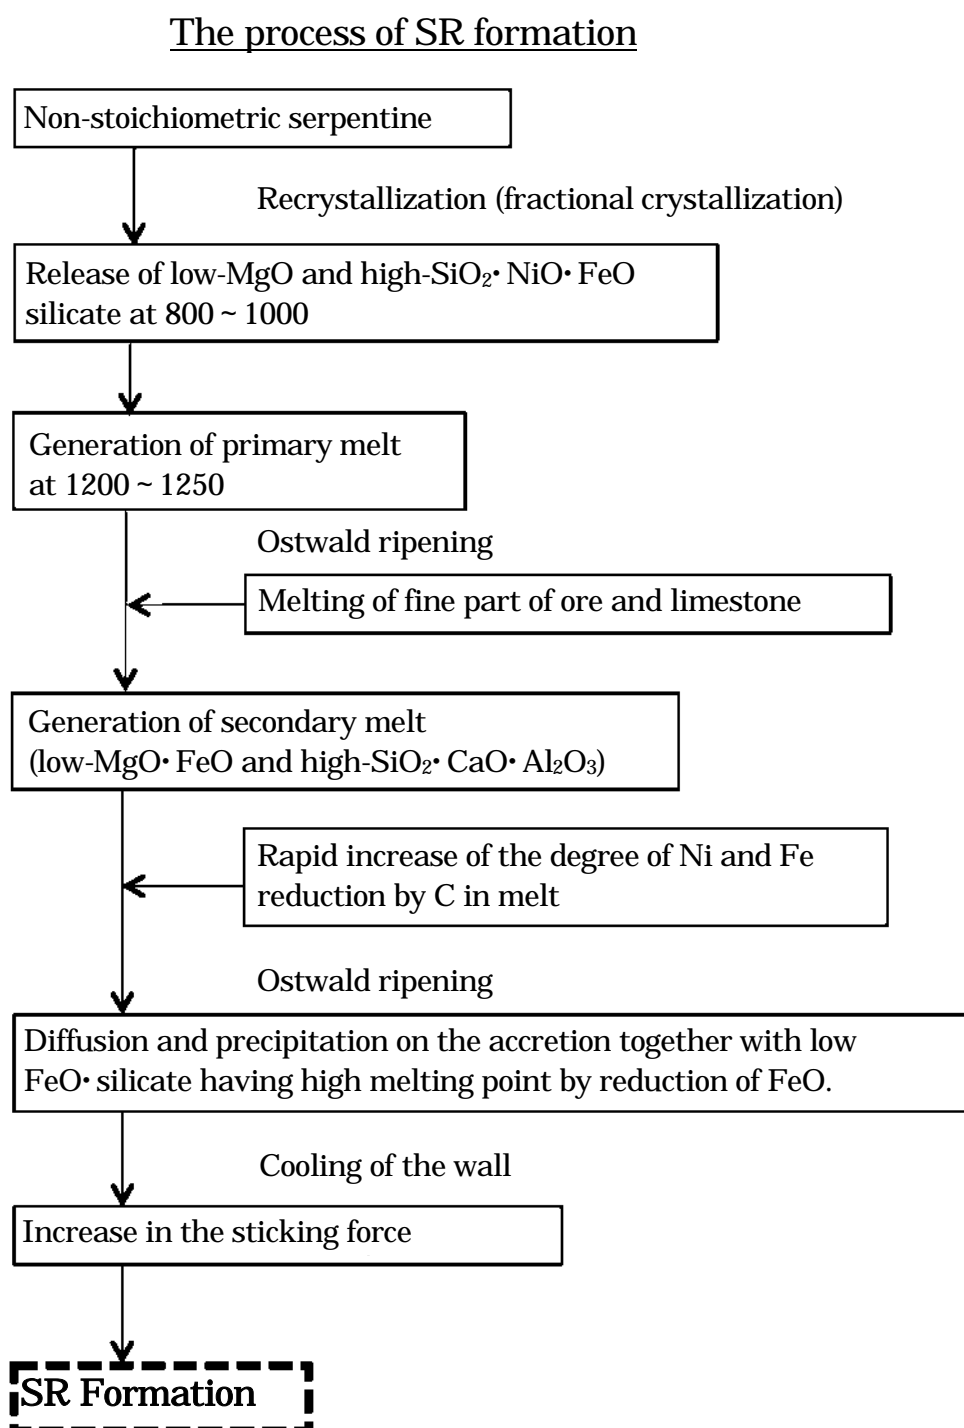 The process of SR formation
Non-stoichiometric serpentine
Recrystallization (fractional crystallization)
Release of low-MgO and high-SiO₂· NiO· FeO
silicate at 800 ~ 1000
Generation of primary melt
at 1200 ~ 1250
Ostwald ripening
Melting of fine part of ore and limestone
Generation of secondary melt
(low-MgO· FeO and high-SiO₂· CaO· Al₂O₃)
Rapid increase of the degree of Ni and Fe
reduction by C in melt
Ostwald ripening
Diffusion and precipitation on the accretion together with low
FeO· silicate having high melting point by reduction of FeO.
Cooling of the wall
Increase in the sticking force
SR Formation